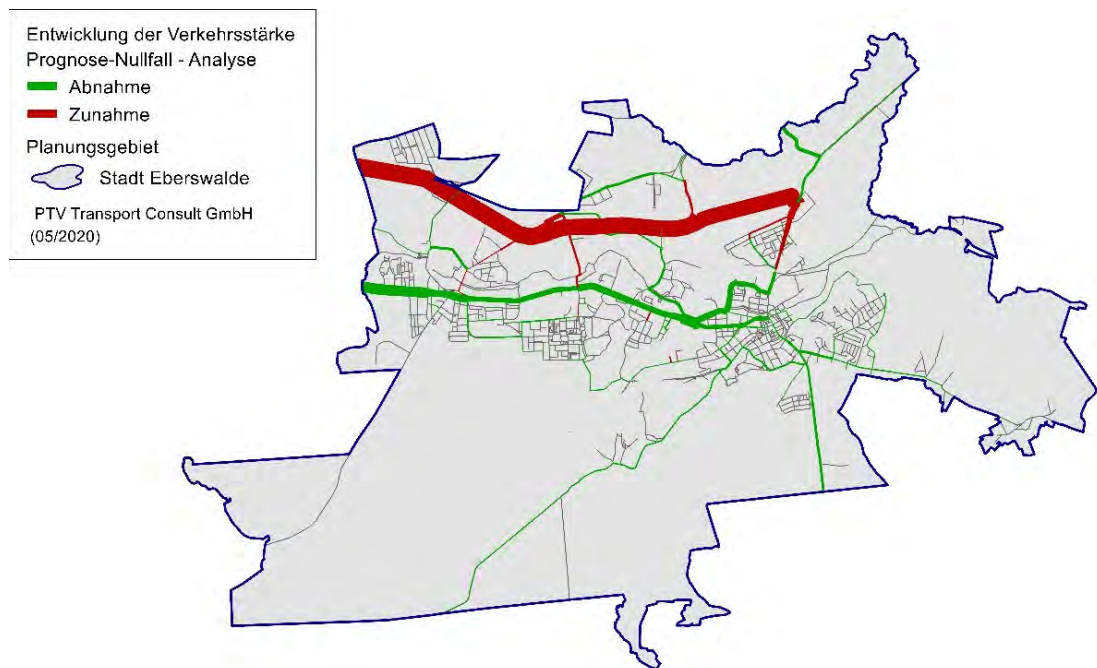 Entwicklung der Verkehrsstärke
Prognose-Nullfall - Analyse
Abnahme
Zunahme
Planungsgebiet
Stadt Eberswalde
PTV Transport Consult GmbH
(05/2020)